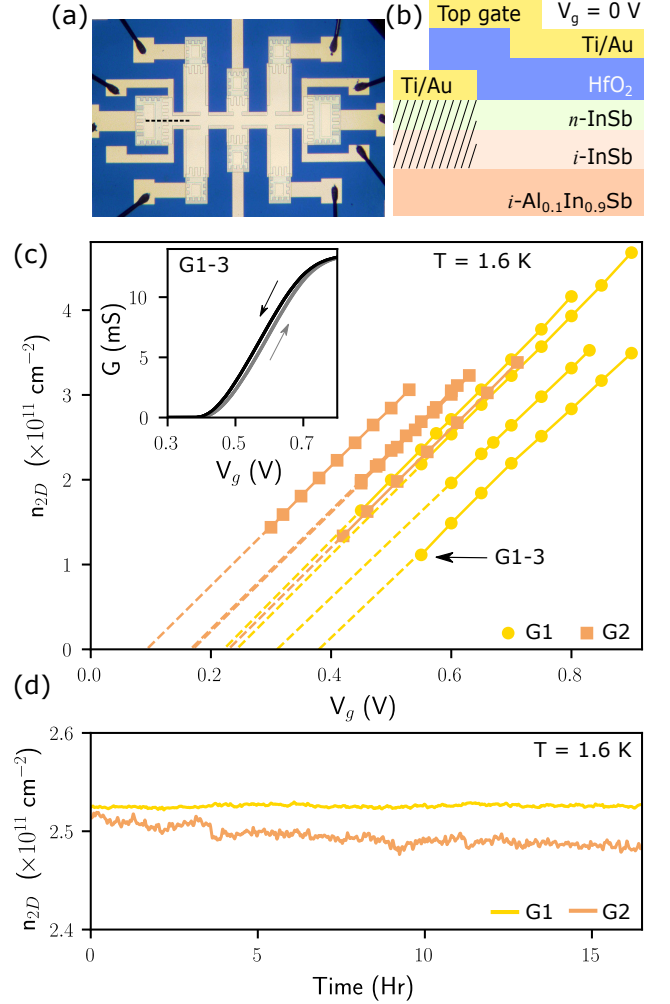 (a)
(b)
Top gate
V_g = 0 V
Ti/Au
Ti/Au
HfO₂
n-InSb
i-InSb
i-Al₀.₁In₀.₉Sb
(c)
T = 1.6 K
G1-3
G (mS)
10
5
0
0.3 0.5 0.7
V_g (V)
n_2D (×10¹¹ cm⁻²)
4
3
2
1
0
G1-3
G1 G2
0.0 0.2 0.4 0.6 0.8
V_g (V)
(d)
T = 1.6 K
n_2D (×10¹¹ cm⁻²)
2.6
2.5
2.4
G1 G2
0 5 10 15
Time (Hr)